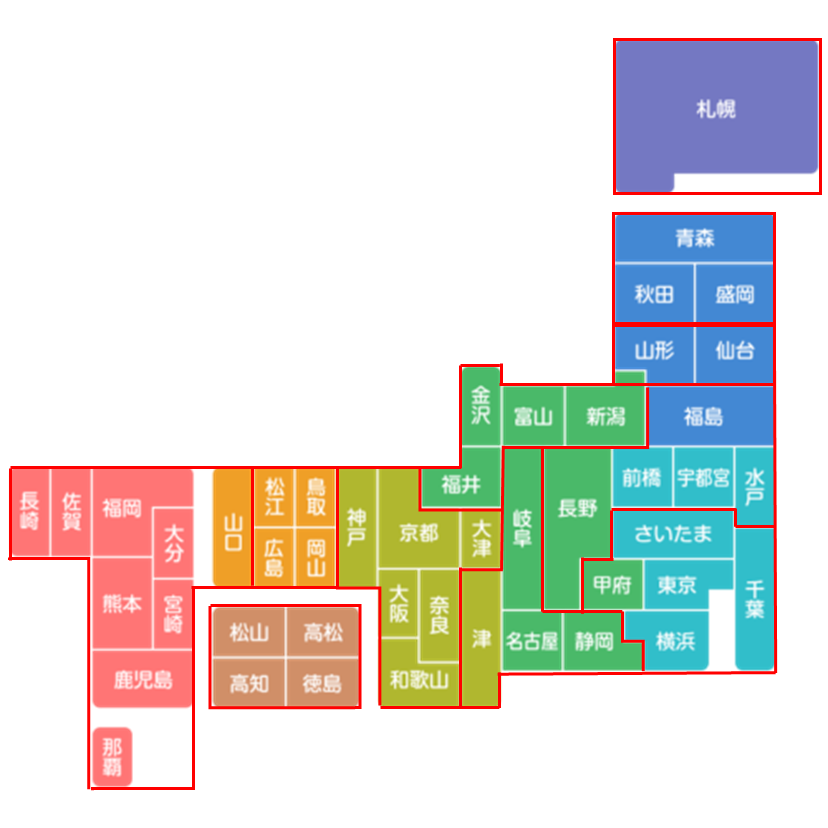 札幌
青森
秋田
盛岡
山形
仙台
金沢
富山
新潟
福島
福井
長崎
佐賀
福岡
大分
熊本
宮崎
鹿児島
那覇
山口
松江
鳥取
広島
岡山
松山
高松
高知
徳島
神戸
京都
大津
大阪
奈良
和歌山
津
岐阜
長野
前橋
宇都宮
水戸
さいたま
甲府
東京
千葉
名古屋
静岡
横浜